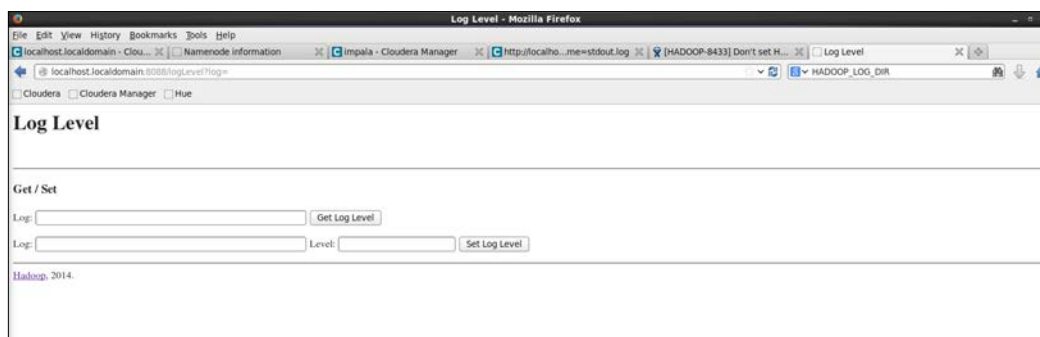 Log Level - Mozilla Firefox
File Edit View History Bookmarks Tools Help
localhost.localdomain - Clou... Namenode information impala - Cloudera Manager http://localho...me=stdout.log [HADOOP-8433] Don't set H... Log Level
localhost.localdomain:8088/logLevel?log= HADOOP_LOG_DIR
Cloudera Cloudera Manager Hue
Log Level
Get / Set
Log: Get Log Level
Log: Level: Set Log Level
Hadoop, 2014.